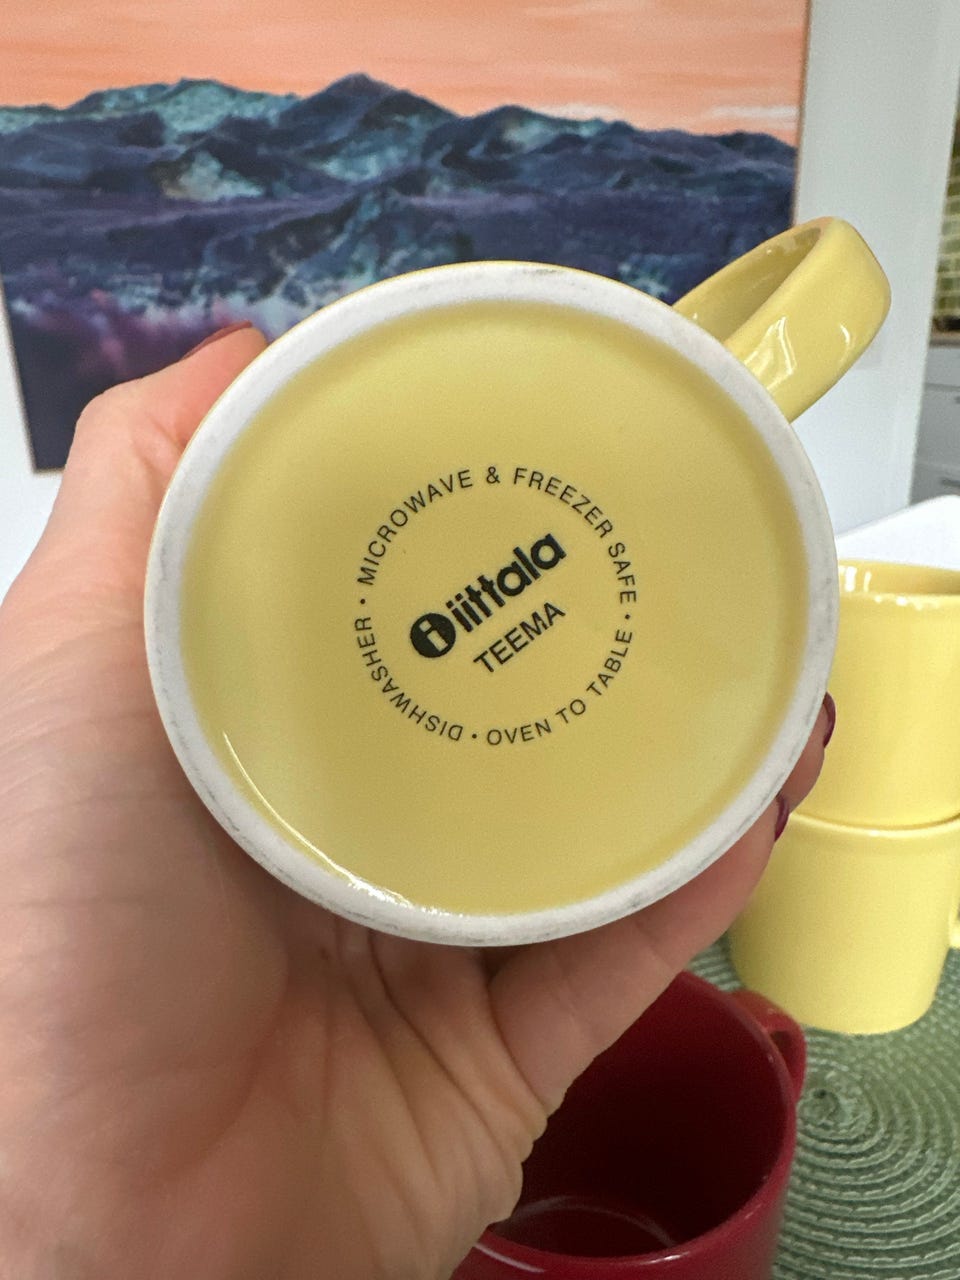 MICROWAVE & FREEZER SAFE • OVEN TO TABLE • DISHWASHER •
i iittala
TEEMA